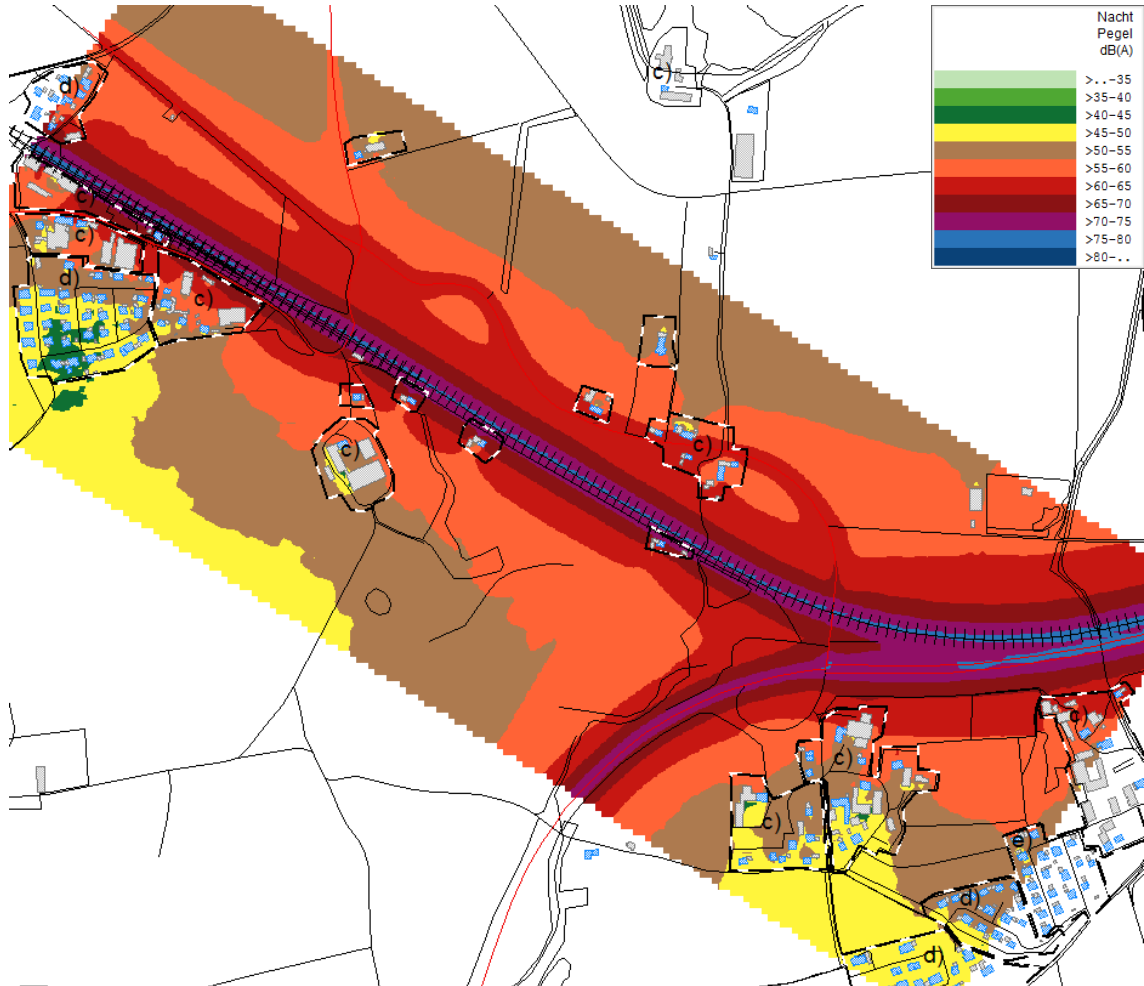 Nacht
Pegel
dB(A)
>..-35
>35-40
>40-45
>45-50
>50-55
>55-60
>60-65
>65-70
>70-75
>75-80
>80-..
c)
d)
c)
c)
d)
c)
c)
c)
c)
c)
c)
e)
d)
d)